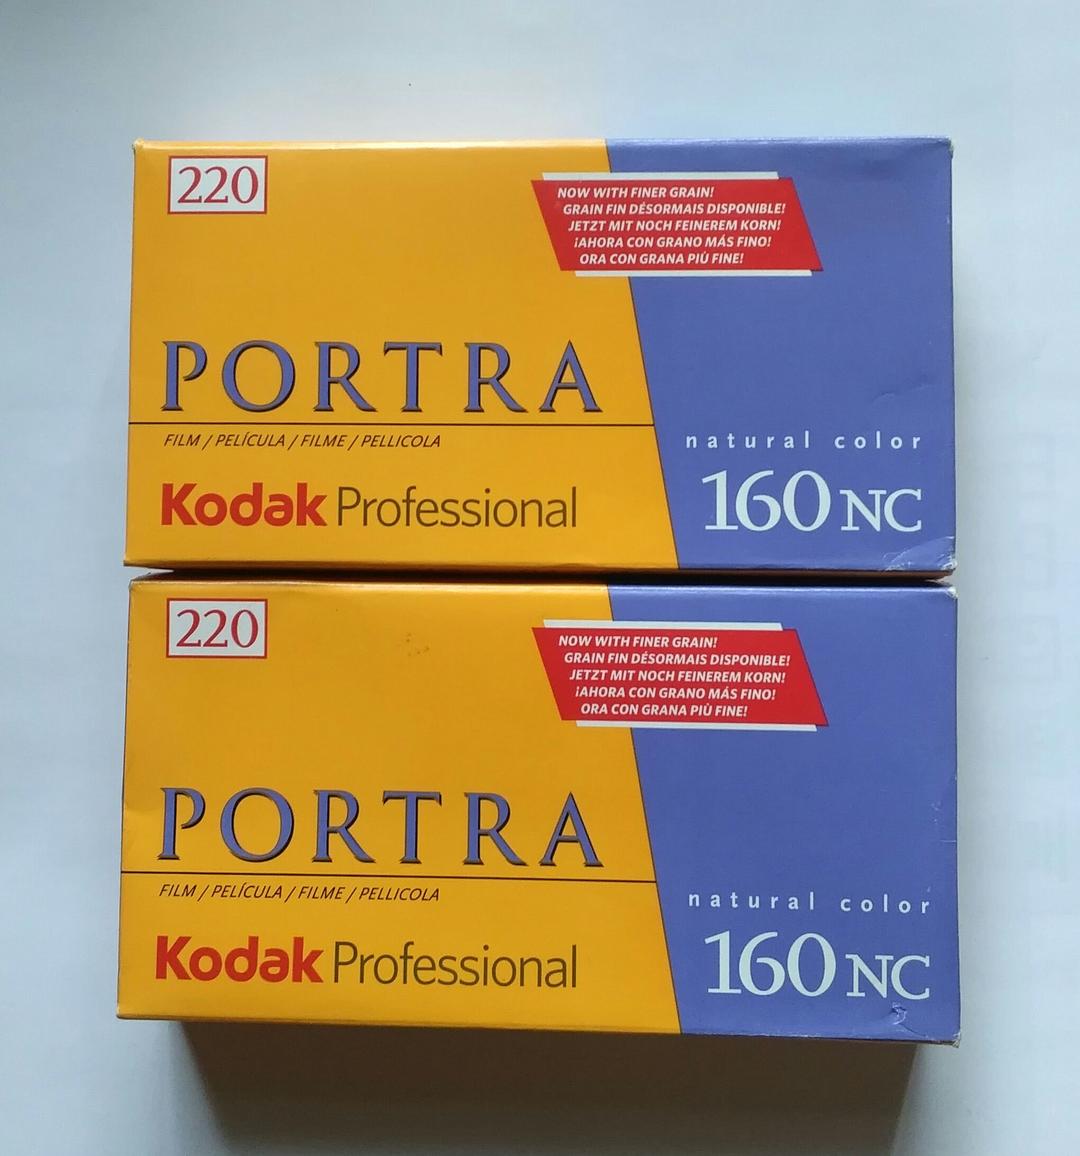 220
NOW WITH FINER GRAIN!
GRAIN FIN DÉSORMAIS DISPONIBLE!
JETZT MIT NOCH FEINEREM KORN!
¡AHORA CON GRANO MÁS FINO!
ORA CON GRANA PIÙ FINE!
PORTRA
FILM / PELÍCULA / FILME / PELLICOLA
Kodak Professional
natural color
160 NC
220
NOW WITH FINER GRAIN!
GRAIN FIN DÉSORMAIS DISPONIBLE!
JETZT MIT NOCH FEINEREM KORN!
¡AHORA CON GRANO MÁS FINO!
ORA CON GRANA PIÙ FINE!
PORTRA
FILM / PELÍCULA / FILME / PELLICOLA
Kodak Professional
natural color
160 NC